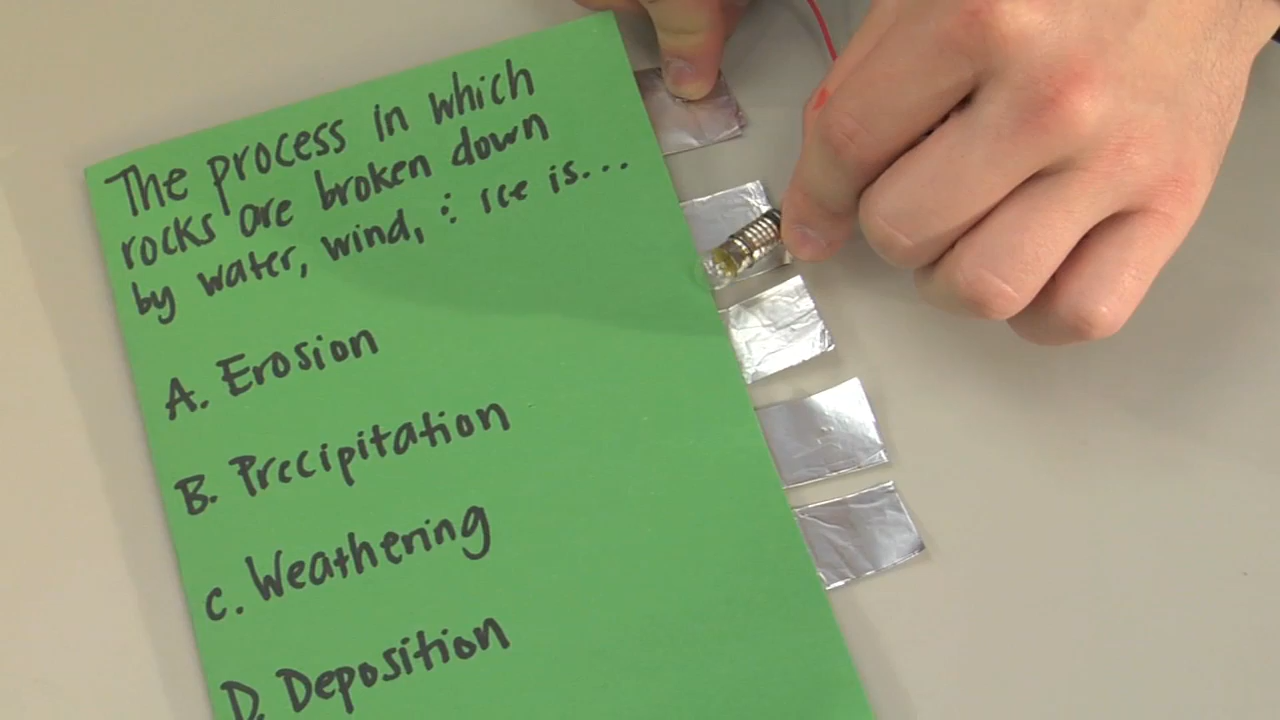 The process in which
rocks are broken down
by water, wind, & ice is...
A. Erosion
B. Precipitation
C. Weathering
D. Deposition